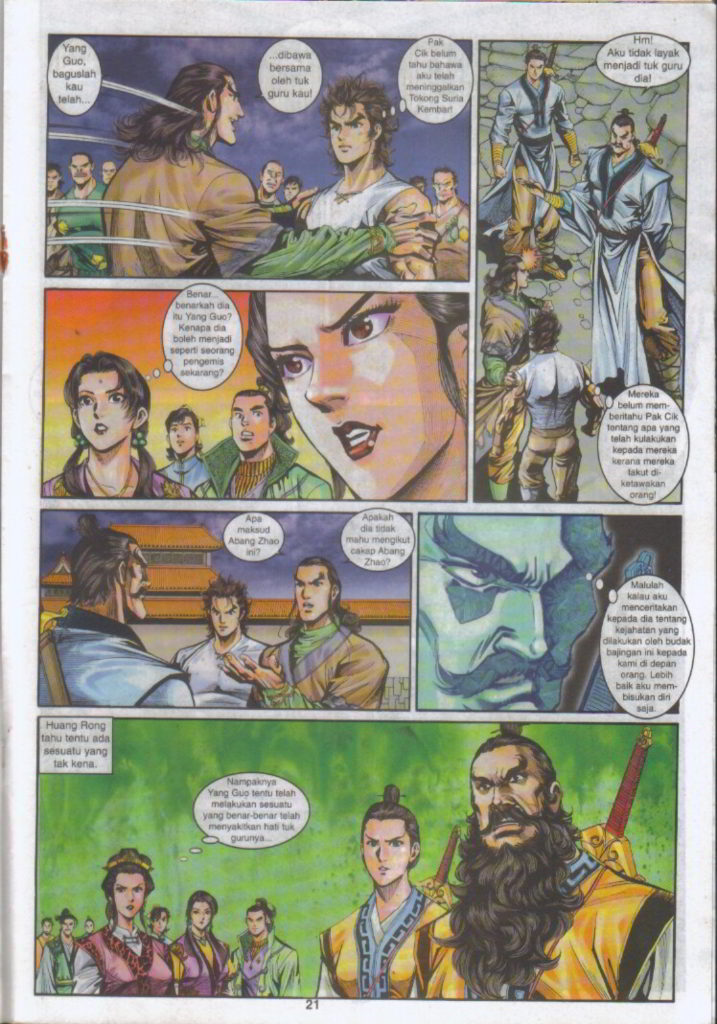 Yang
Guo,
baguslah
kau
telah...
...dibawa
bersama
oleh tuk
guru kau!
Pak
Cik belum
tahu bahawa
aku telah
meninggalkan
Tokong Suria
Kembar!
Hm!
Aku tidak layak
menjadi tuk guru
dia!
Mereka
belum mem-
beritahu Pak Cik
tentang apa yang
telah kulakukan
kepada mereka
kerana mereka
takut di-
ketawakan
orang!
Benar...
benarkah dia
itu Yang Guo?
Kenapa dia
boleh menjadi
seperti seorang
pengemis
sekarang?
Apa
maksud
Abang Zhao
ini?
Apakah
dia tidak
mahu mengikut
cakap Abang
Zhao?
Malulah
kalau aku
menceritakan
kepada dia tentang
kejahatan yang
dilakukan oleh budak
bajingan ini kepada
kami di depan
orang. Lebih
baik aku mem-
bisukan diri
saja.
Huang Rong
tahu tentu ada
sesuatu yang
tak kena.
Nampaknya
Yang Guo tentu telah
melakukan sesuatu
yang benar-benar telah
menyakitkan hati tuk
gurunya...
21